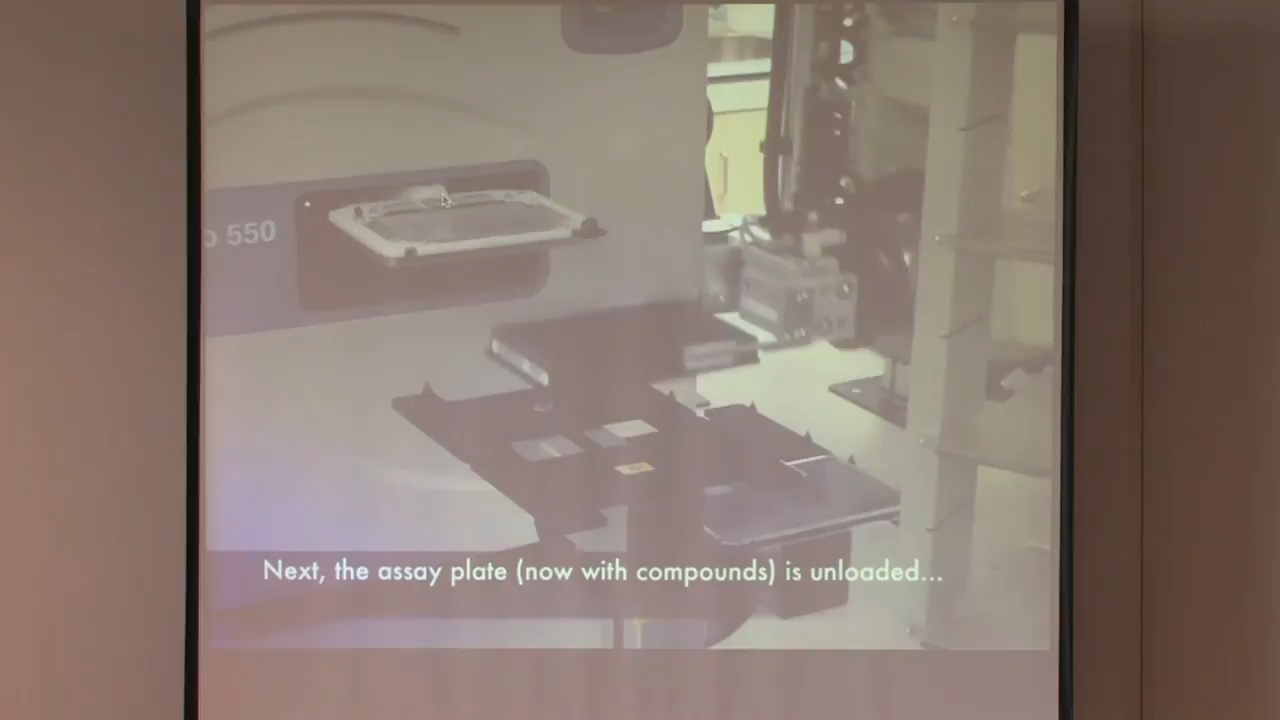 550
Next, the assay plate (now with compounds) is unloaded...